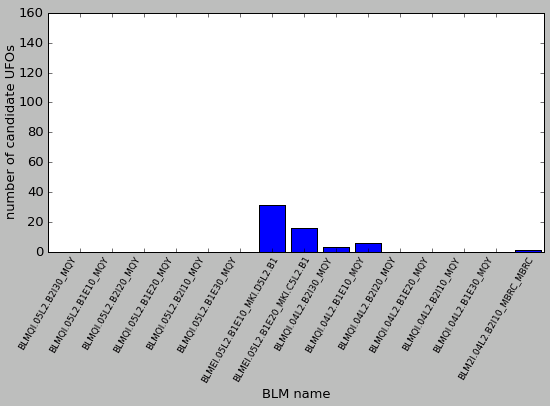 160
140
120
100
80
60
40
20
0
number of candidate UFOs
BLMQI.05L2.B2I30_MQY
BLMQI.05L2.B1E10_MQY
BLMQI.05L2.B2I20_MQY
BLMQI.05L2.B1E20_MQY
BLMQI.05L2.B2I10_MQY
BLMQI.05L2.B1E30_MQY
BLMEI.05L2.B1E10_MKI.D5L2.B1
BLMEI.05L2.B1E20_MKI.C5L2.B1
BLMQI.04L2.B2I30_MQY
BLMQI.04L2.B1E10_MQY
BLMQI.04L2.B2I20_MQY
BLMQI.04L2.B1E20_MQY
BLMQI.04L2.B2I10_MQY
BLMQI.04L2.B1E30_MQY
BLM2I.04L2.B2I10_MBRC_MBRC
BLM name